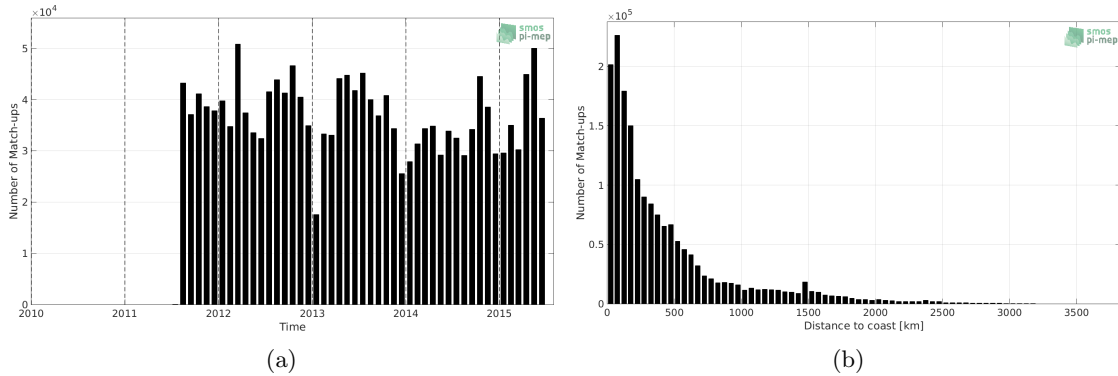 ×10^4
5
4
3
2
1
0
Number of Match-ups
2010 2011 2012 2013 2014 2015
Time
smos
pi-mep
(a)
×10^5
2
1.5
1
0.5
0
Number of Match-ups
0 500 1000 1500 2000 2500 3000 3500
Distance to coast [km]
smos
pi-mep
(b)